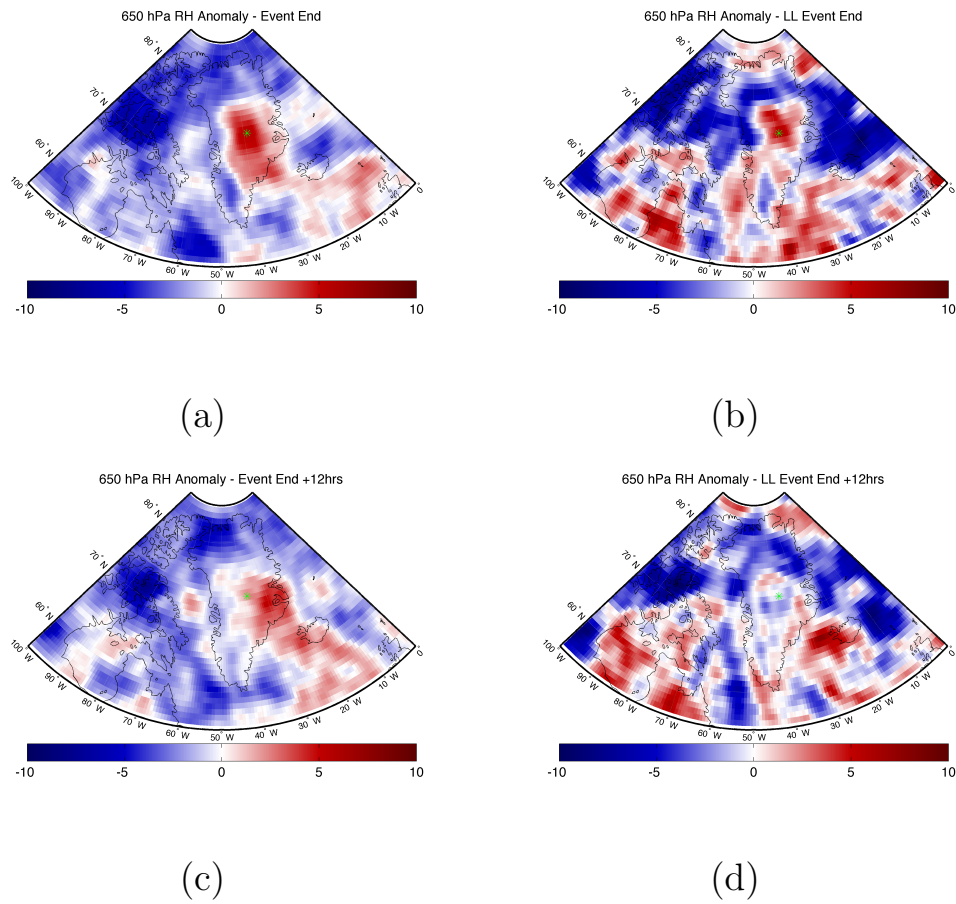 650 hPa RH Anomaly - Event End
80° N
70° N
60° N
100° W
90° W
80° W
70° W
60° W
50° W
40° W
30° W
20° W
10° W
0°
-10 -5 0 5 10
(a)
650 hPa RH Anomaly - LL Event End
80° N
70° N
60° N
100° W
90° W
80° W
70° W
60° W
50° W
40° W
30° W
20° W
10° W
0°
-10 -5 0 5 10
(b)
650 hPa RH Anomaly - Event End +12hrs
80° N
70° N
60° N
100° W
90° W
80° W
70° W
60° W
50° W
40° W
30° W
20° W
10° W
0°
-10 -5 0 5 10
(c)
650 hPa RH Anomaly - LL Event End +12hrs
80° N
70° N
60° N
100° W
90° W
80° W
70° W
60° W
50° W
40° W
30° W
20° W
10° W
0°
-10 -5 0 5 10
(d)